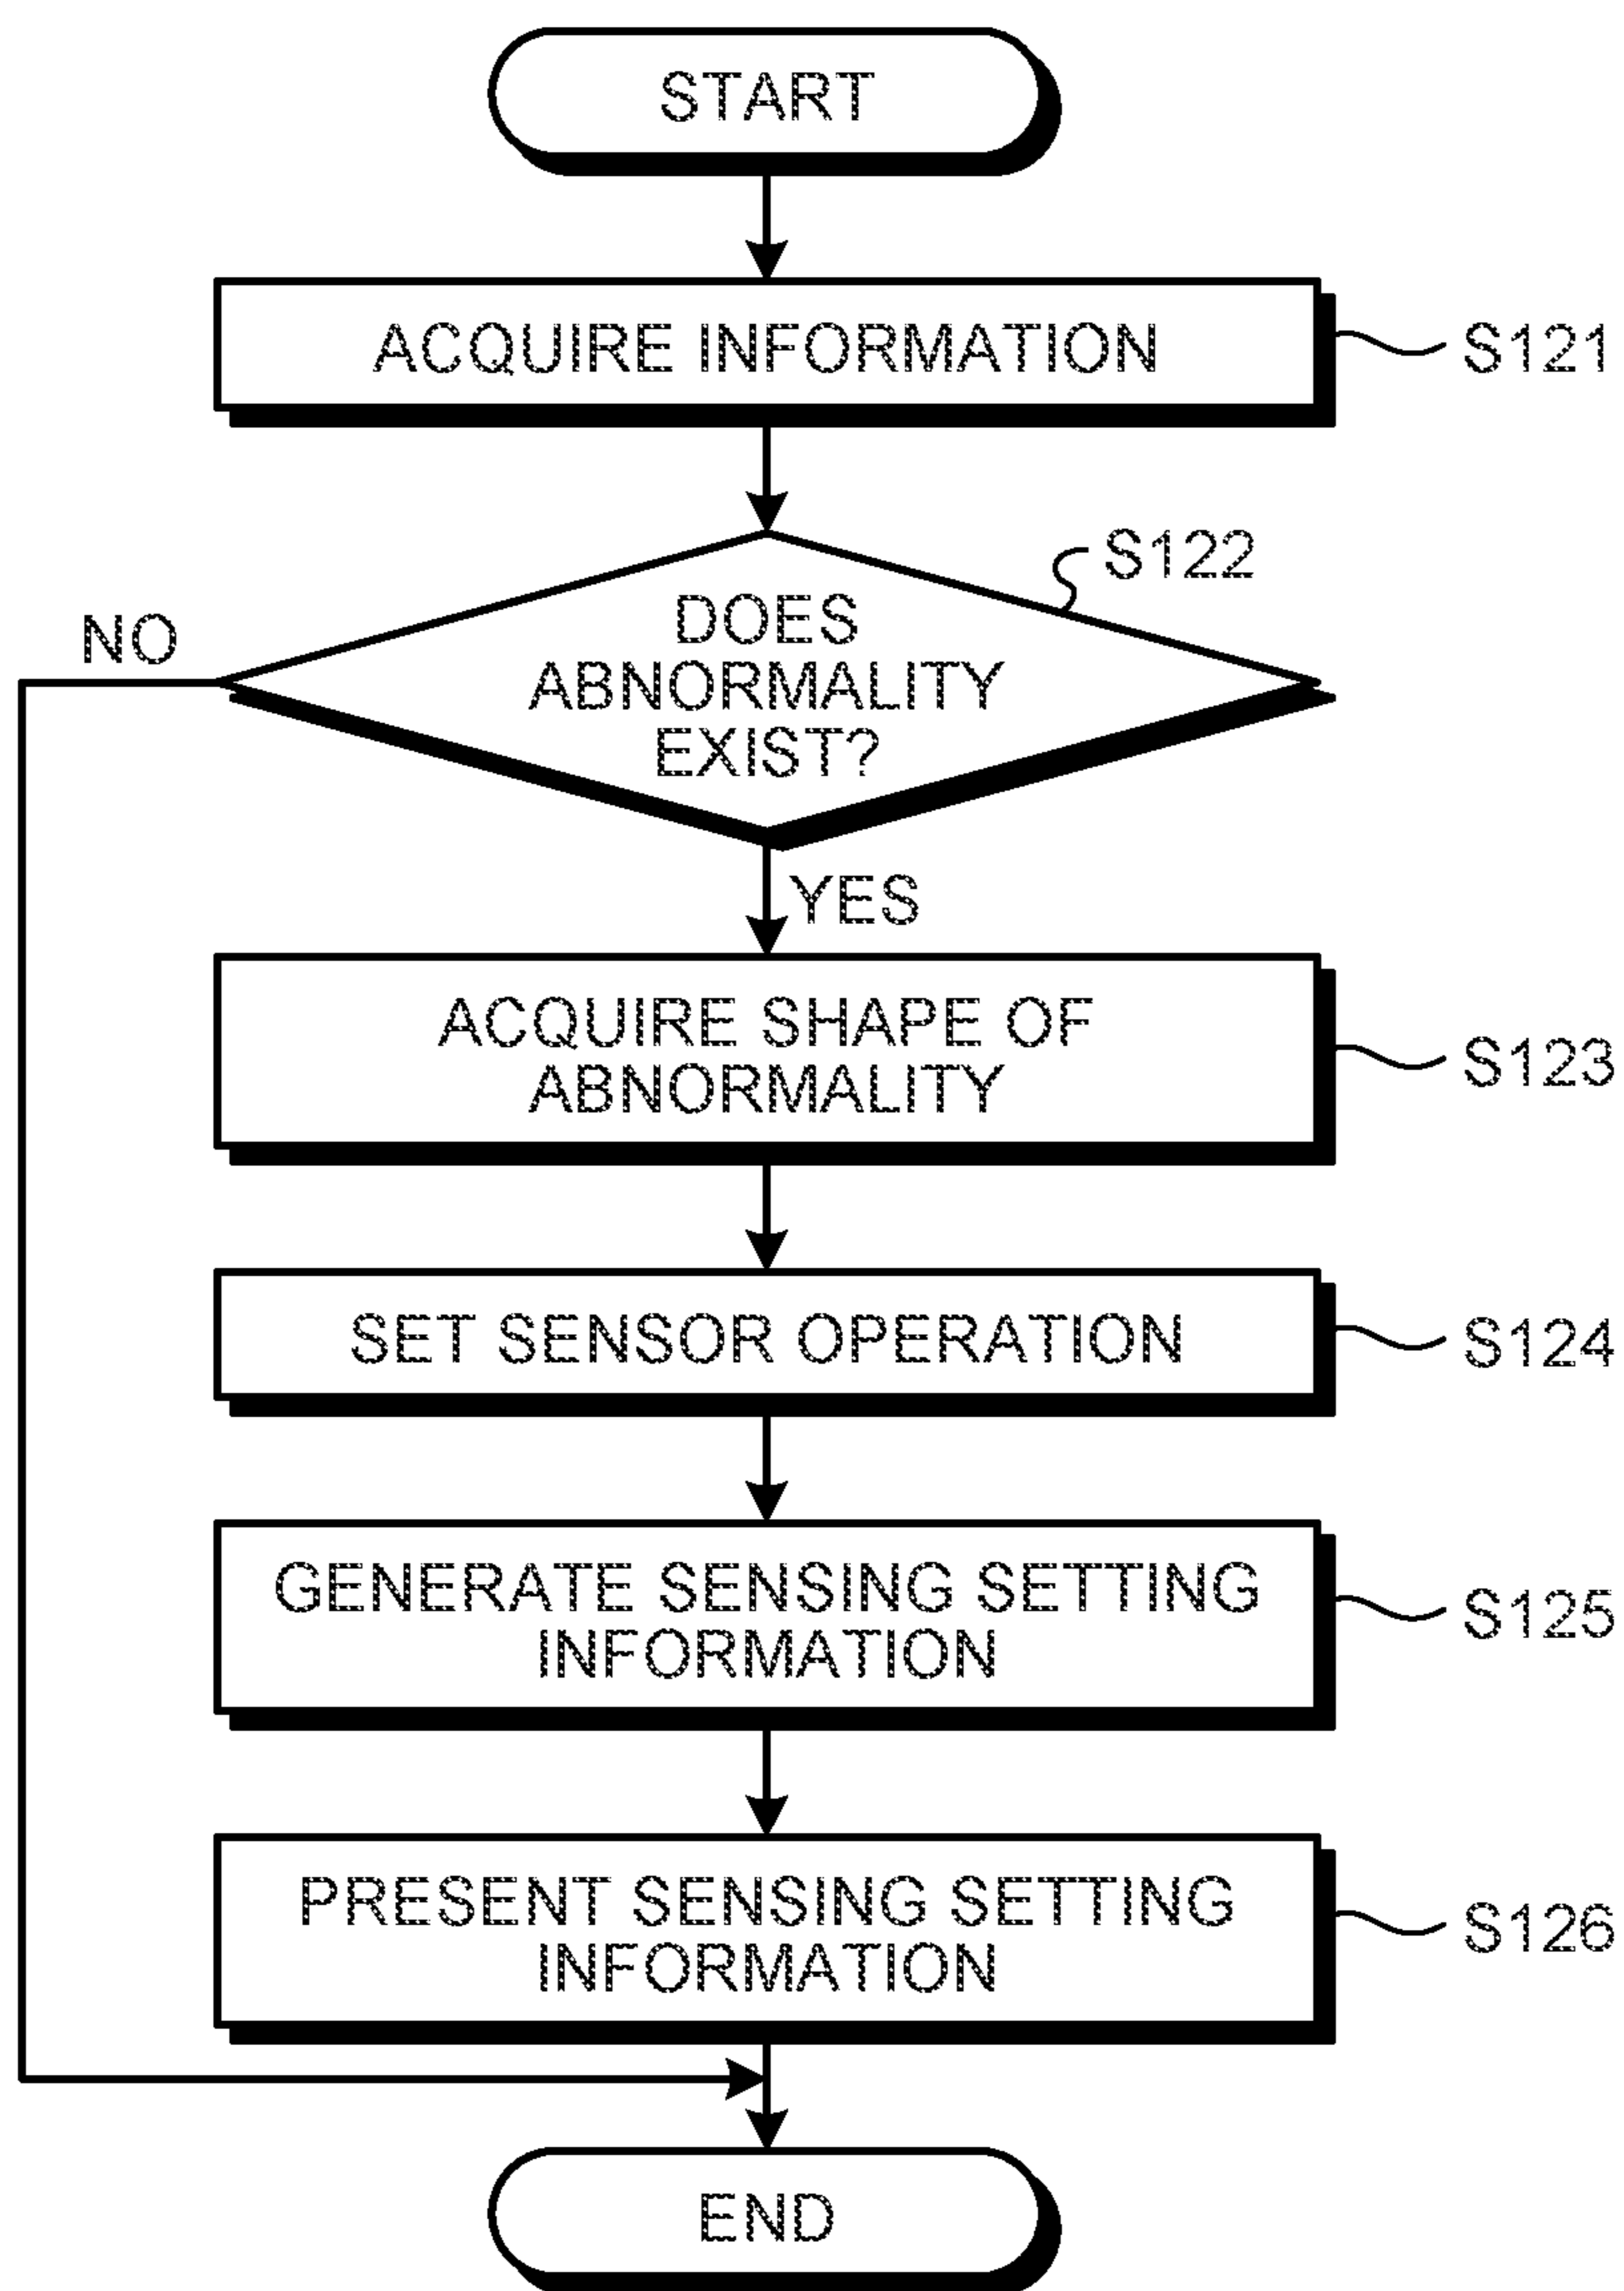 START
ACQUIRE INFORMATION
S121
S122
DOES
ABNORMALITY
EXIST?
NO
YES
ACQUIRE SHAPE OF
ABNORMALITY
S123
SET SENSOR OPERATION
S124
GENERATE SENSING SETTING
INFORMATION
S125
PRESENT SENSING SETTING
INFORMATION
S126
END